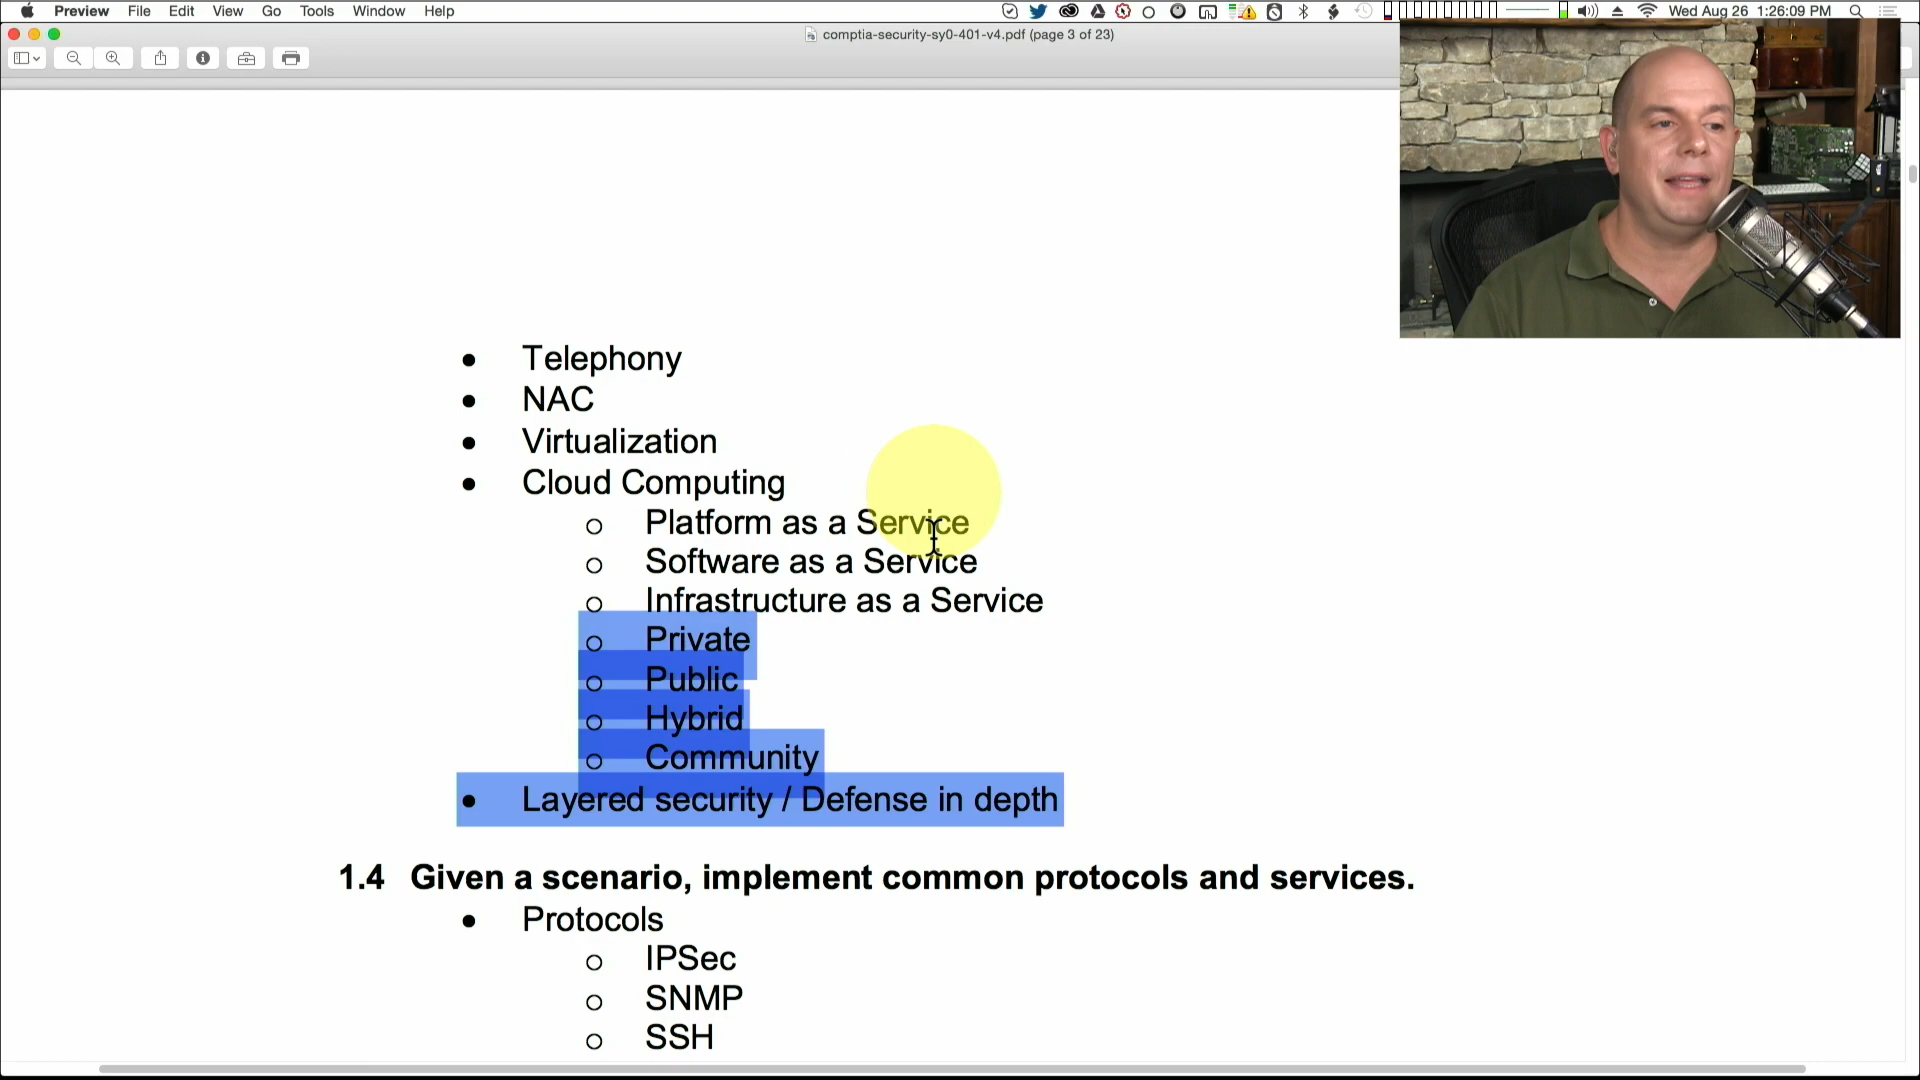 Preview File Edit View Go Tools Window Help Wed Aug 26 1:26:09 PM
comptia-security-sy0-401-v4.pdf (page 3 of 23)
• Telephony
• NAC
• Virtualization
• Cloud Computing
o Platform as a Service
o Software as a Service
o Infrastructure as a Service
o Private
o Public
o Hybrid
o Community
• Layered security / Defense in depth
1.4 Given a scenario, implement common protocols and services.
• Protocols
o IPSec
o SNMP
o SSH